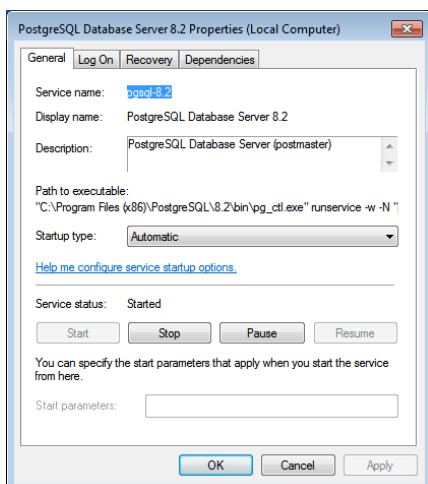 PostgreSQL Database Server 8.2 Properties (Local Computer)
General Log On Recovery Dependencies
Service name: pgsql-8.2
Display name: PostgreSQL Database Server 8.2
Description: PostgreSQL Database Server (postmaster)
Path to executable:
"C:\Program Files (x86)\PostgreSQL\8.2\bin\pg_ctl.exe" runservice -w -N "
Startup type: Automatic
Help me configure service startup options.
Service status: Started
Start Stop Pause Resume
You can specify the start parameters that apply when you start the service
from here.
Start parameters:
OK Cancel Apply